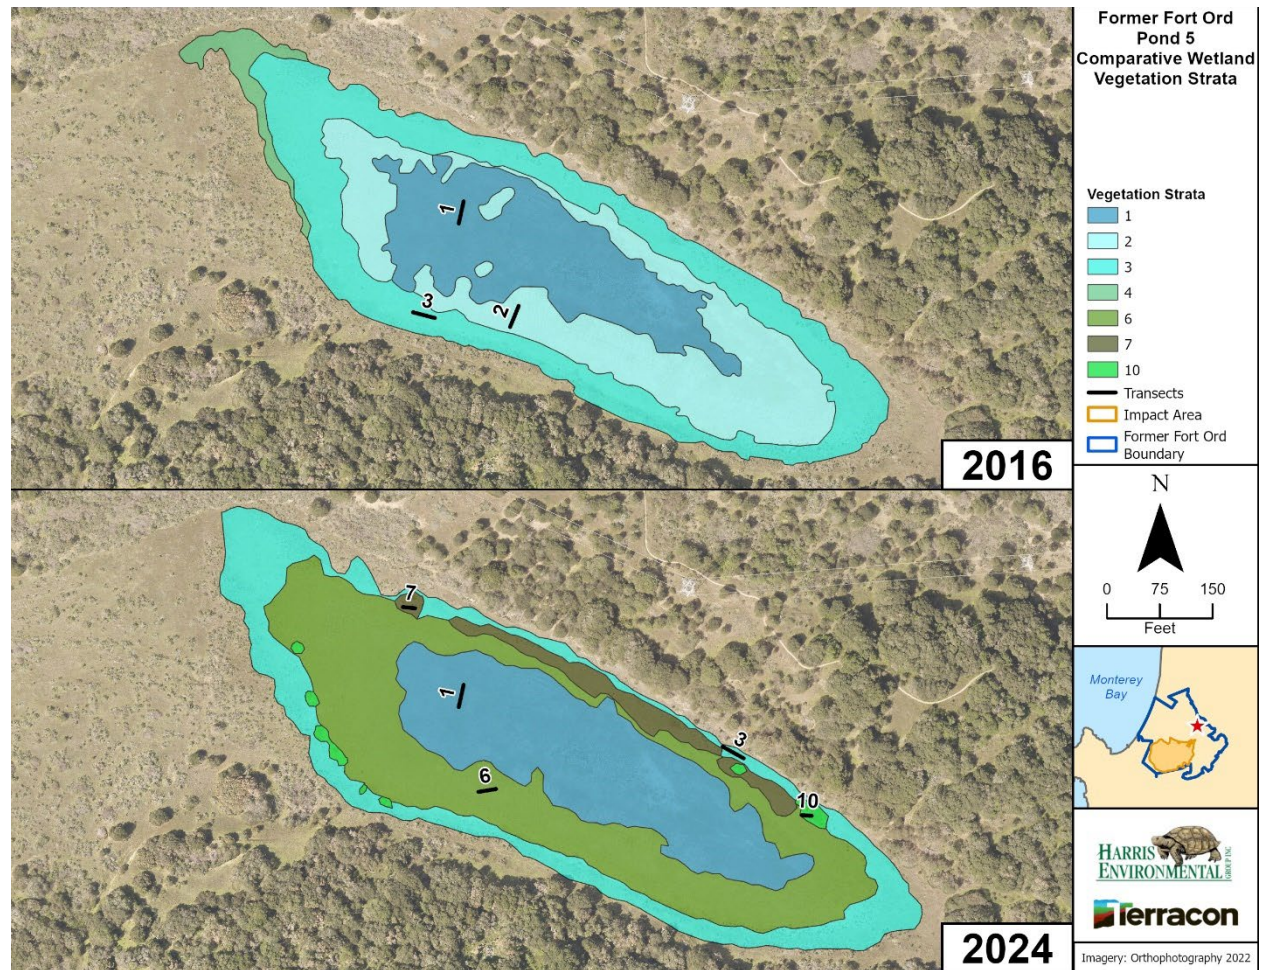 Former Fort Ord
Pond 5
Comparative Wetland
Vegetation Strata
Vegetation Strata
1
2
3
4
6
7
10
Transects
Impact Area
Former Fort Ord
Boundary
N
0 75 150
Feet
Monterey
Bay
HARRIS
ENVIRONMENTAL
GROUP INC
Terracon
Imagery: Orthophotography 2022
1
3
2
2016
7
1
3
6
10
2024